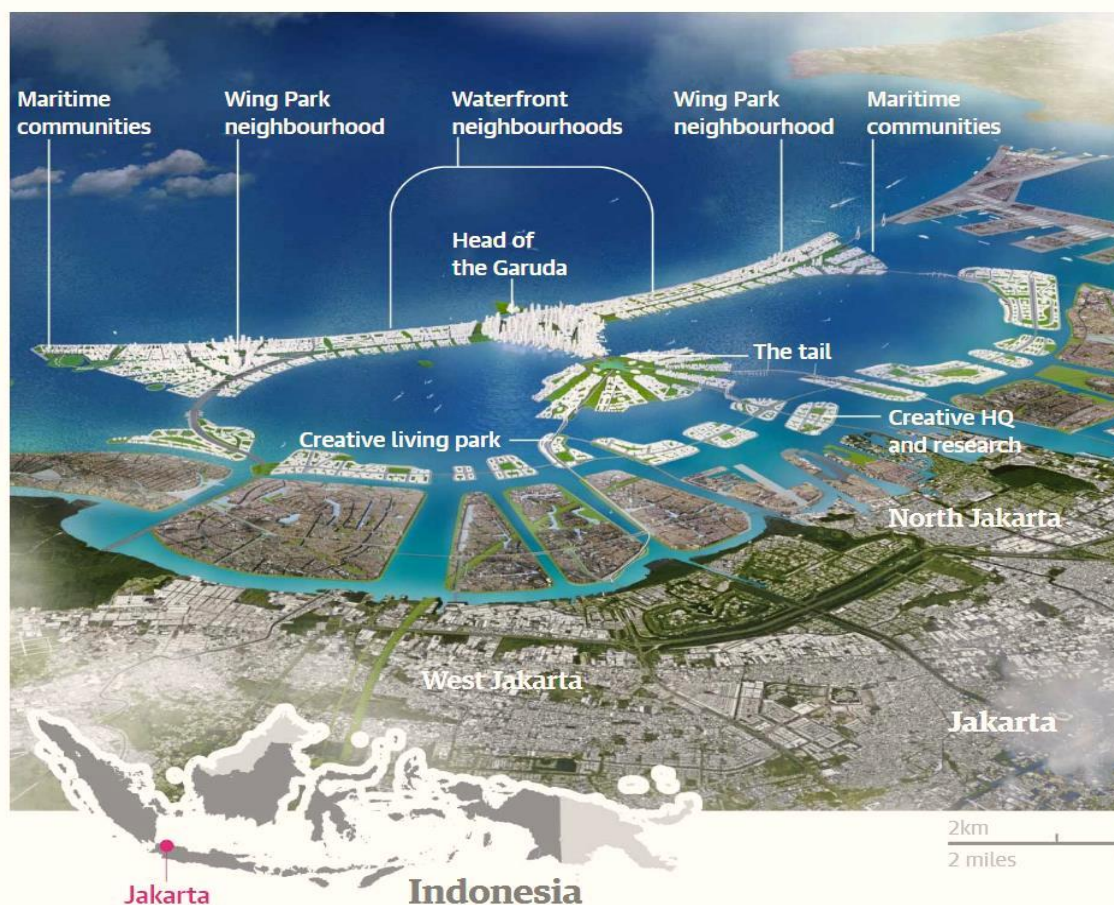 Maritime
communities
Wing Park
neighbourhood
Waterfront
neighbourhoods
Wing Park
neighbourhood
Maritime
communities
Head of
the Garuda
The tail
Creative living park
Creative HQ
and research
North Jakarta
West Jakarta
Jakarta
2km
2 miles
Jakarta
Indonesia